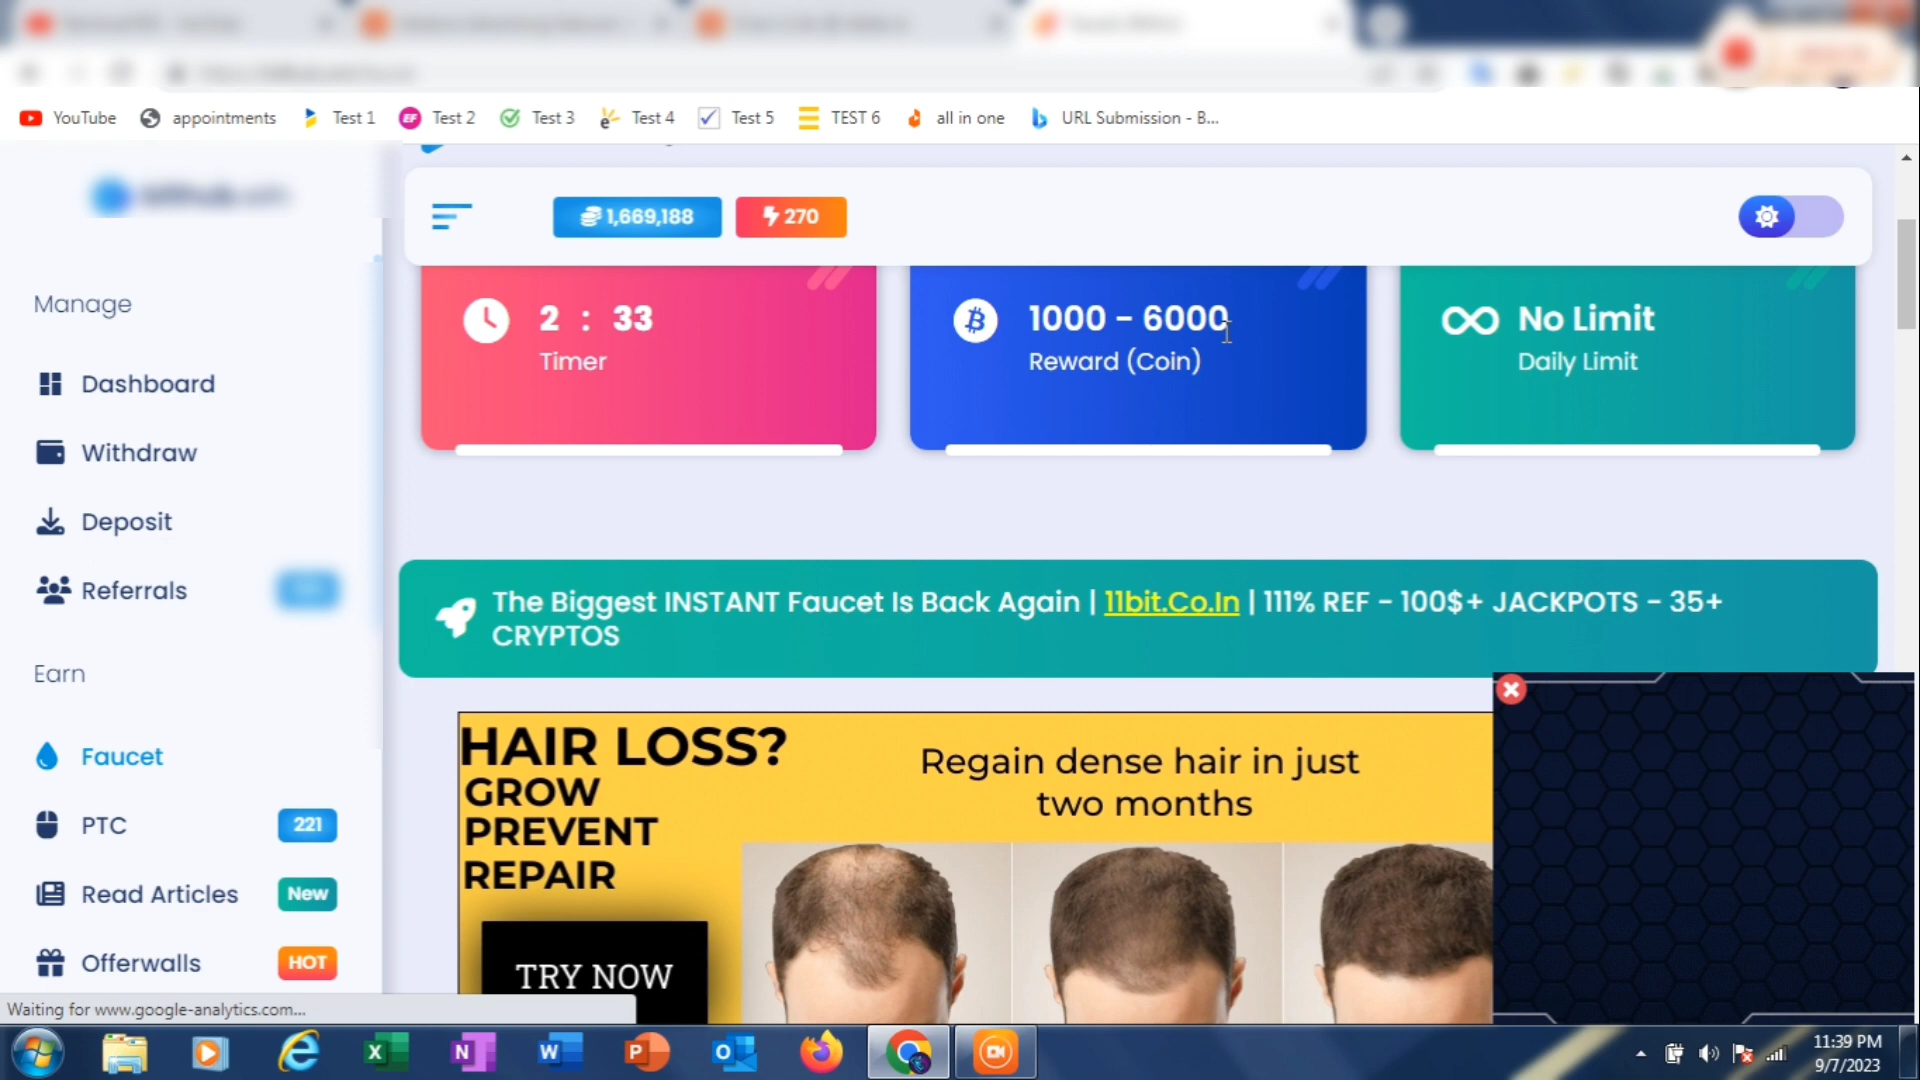 YouTube appointments Test 1 Test 2 Test 3 Test 4 Test 5 TEST 6 all in one URL Submission - B...
1,669,188 270
Manage
Dashboard
Withdraw
Deposit
Referrals
Earn
Faucet
PTC 221
Read Articles New
Offerwalls HOT
2 : 33
Timer
1000 - 6000
Reward (Coin)
No Limit
Daily Limit
The Biggest INSTANT Faucet Is Back Again | 11bit.Co.In | 111% REF - 100$+ JACKPOTS - 35+
CRYPTOS
HAIR LOSS?
GROW
PREVENT
REPAIR
TRY NOW
Regain dense hair in just
two months
Waiting for www.google-analytics.com...
11:39 PM
9/7/2023